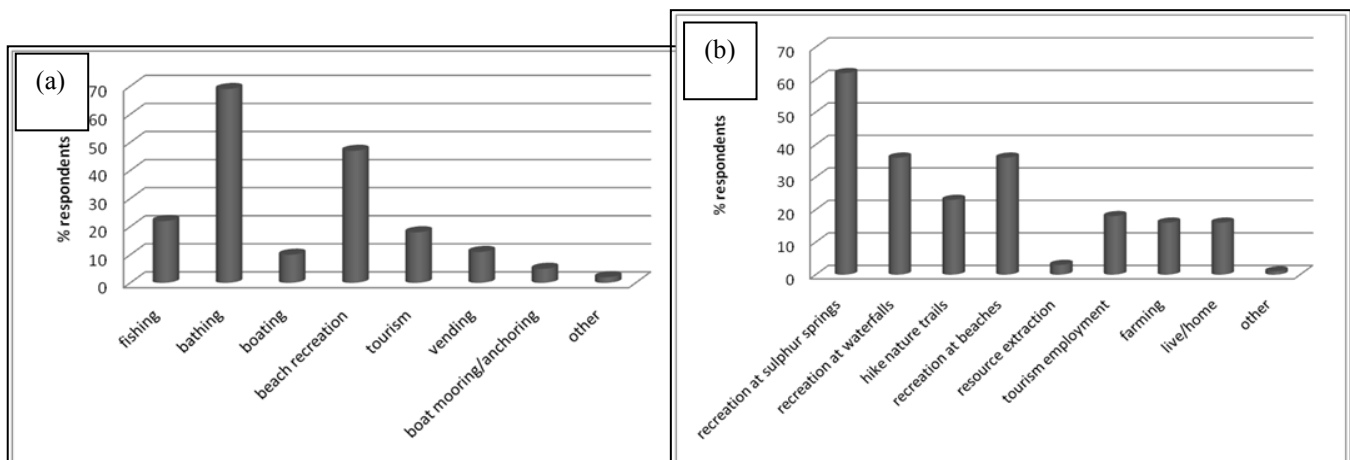 (a)
% respondents
70
60
50
40
30
20
10
0
fishing
bathing
boating
beach recreation
tourism
vending
boat mooring/anchoring
other
(b)
% respondents
70
60
50
40
30
20
10
0
recreation at sulphur springs
recreation at waterfalls
hike nature trails
recreation at beaches
resource extraction
tourism employment
farming
live/home
other